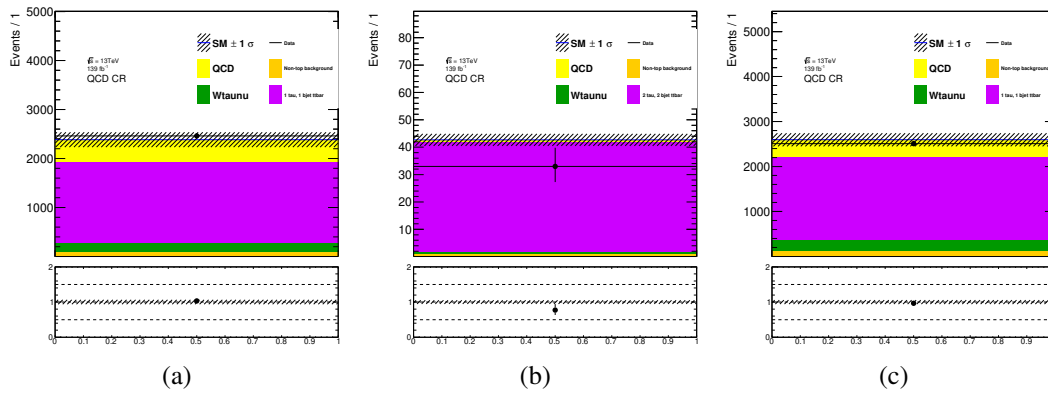 Events / 1
5000
4000
3000
2000
1000
SM ± 1 σ
Data
√s = 13TeV
139 fb⁻¹
QCD CR
QCD
Non-top background
Wtaunu
1 tau, 1 bjet ttbar
2
1
0
0 0.1 0.2 0.3 0.4 0.5 0.6 0.7 0.8 0.9 1
(a)
Events / 1
80
70
60
50
40
30
20
10
SM ± 1 σ
Data
√s = 13TeV
139 fb⁻¹
QCD CR
QCD
Non-top background
Wtaunu
2 tau, 2 bjet ttbar
2
1
0
0 0.1 0.2 0.3 0.4 0.5 0.6 0.7 0.8 0.9 1
(b)
Events / 1
5000
4000
3000
2000
1000
SM ± 1 σ
Data
√s = 13TeV
139 fb⁻¹
QCD CR
QCD
Non-top background
Wtaunu
1 tau, 1 bjet ttbar
2
1
0
0 0.1 0.2 0.3 0.4 0.5 0.6 0.7 0.8 0.9
(c)